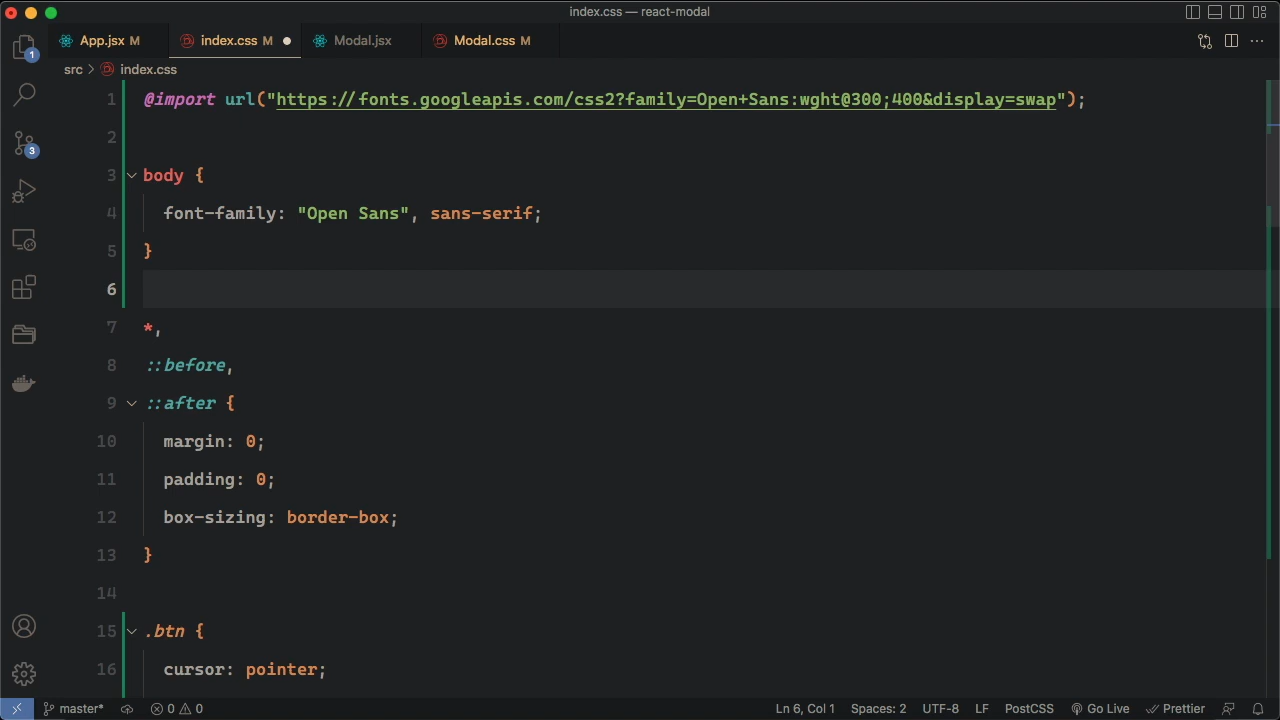 index.css — react-modal
App.jsx M
index.css M
Modal.jsx
Modal.css M
src > index.css
1
3
1 @import url("https://fonts.googleapis.com/css2?family=Open+Sans:wght@300;400&display=swap");
2
3 body {
4 font-family: "Open Sans", sans-serif;
5 }
6
7 *,
8 ::before,
9 ::after {
10 margin: 0;
11 padding: 0;
12 box-sizing: border-box;
13 }
14
15 .btn {
16 cursor: pointer;
master* 0 0 Ln 6, Col 1 Spaces: 2 UTF-8 LF PostCSS Go Live Prettier